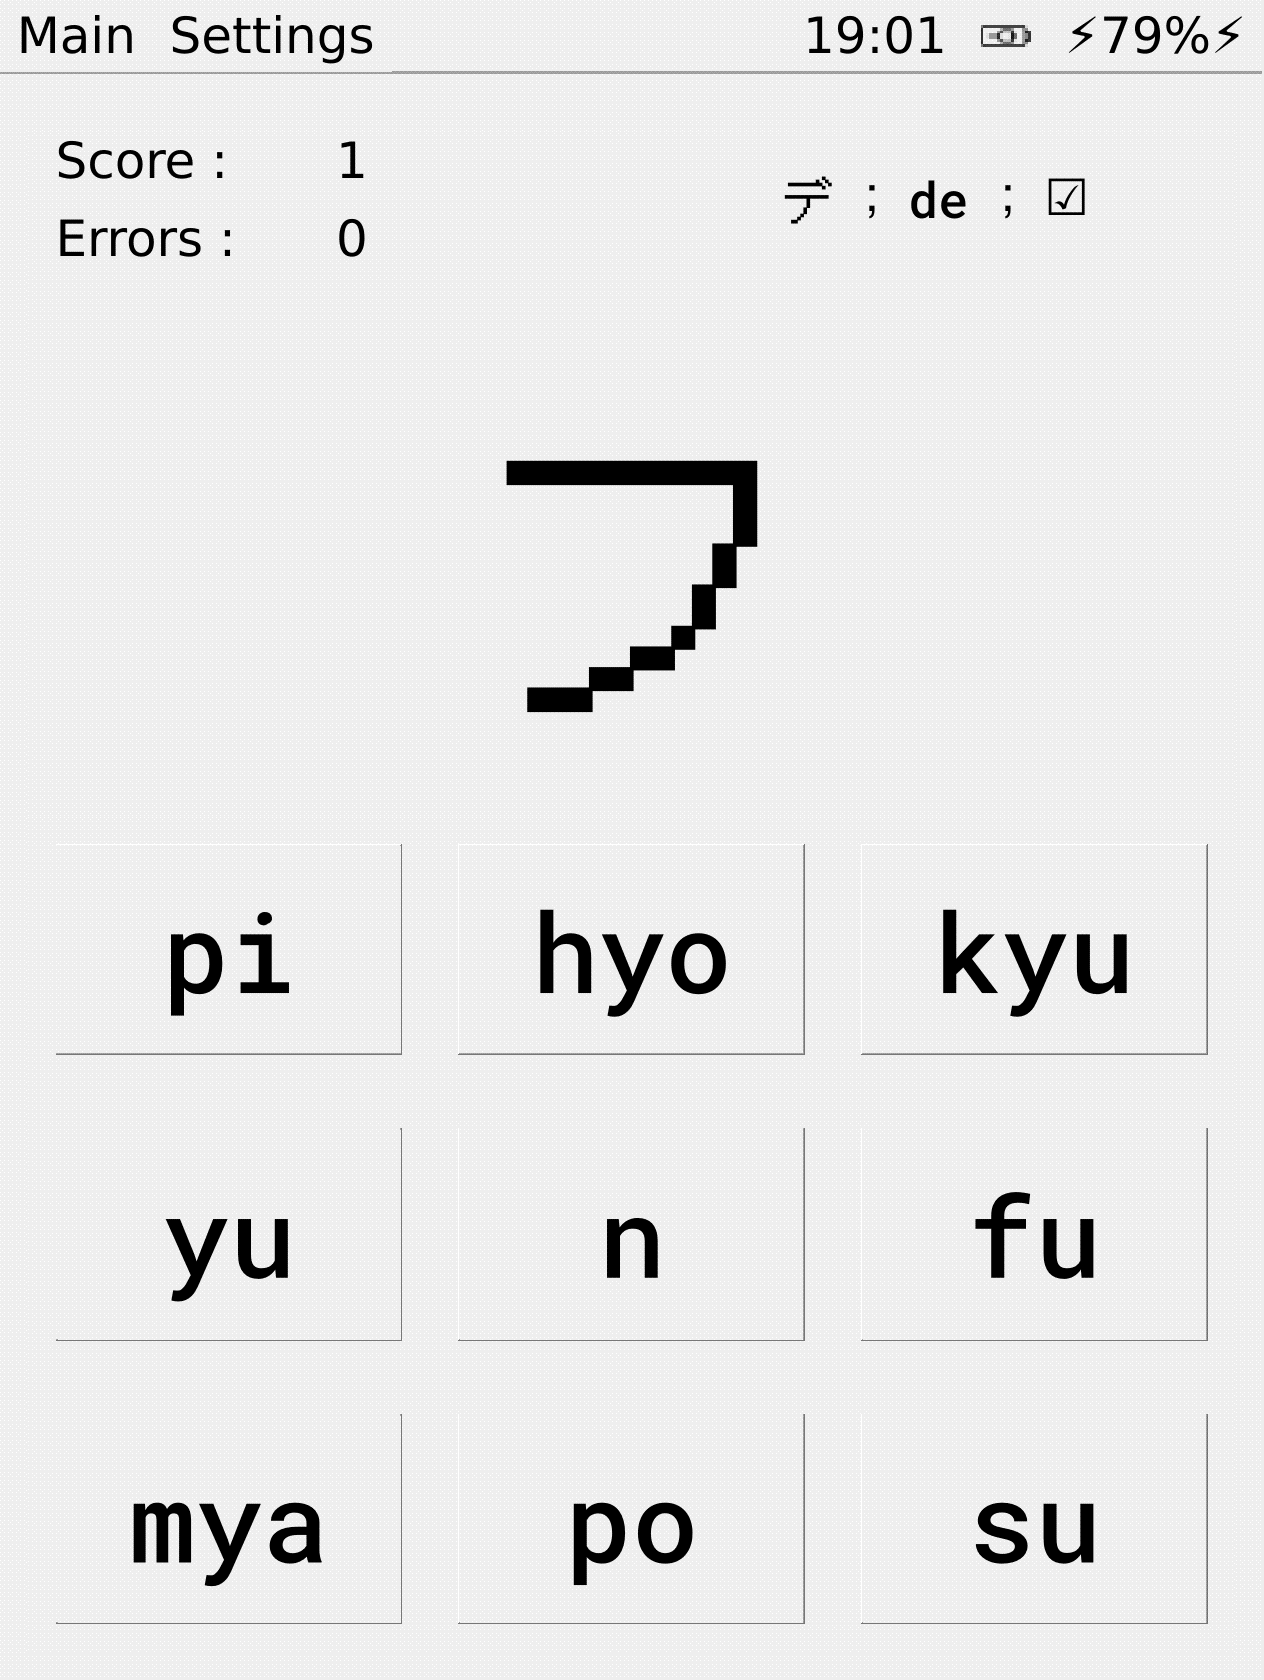 Main Settings 19:01 ⚡79%⚡
Score : 1
デ ; de ; ☑
Errors : 0
フ
pi hyo kyu
yu n fu
mya po su